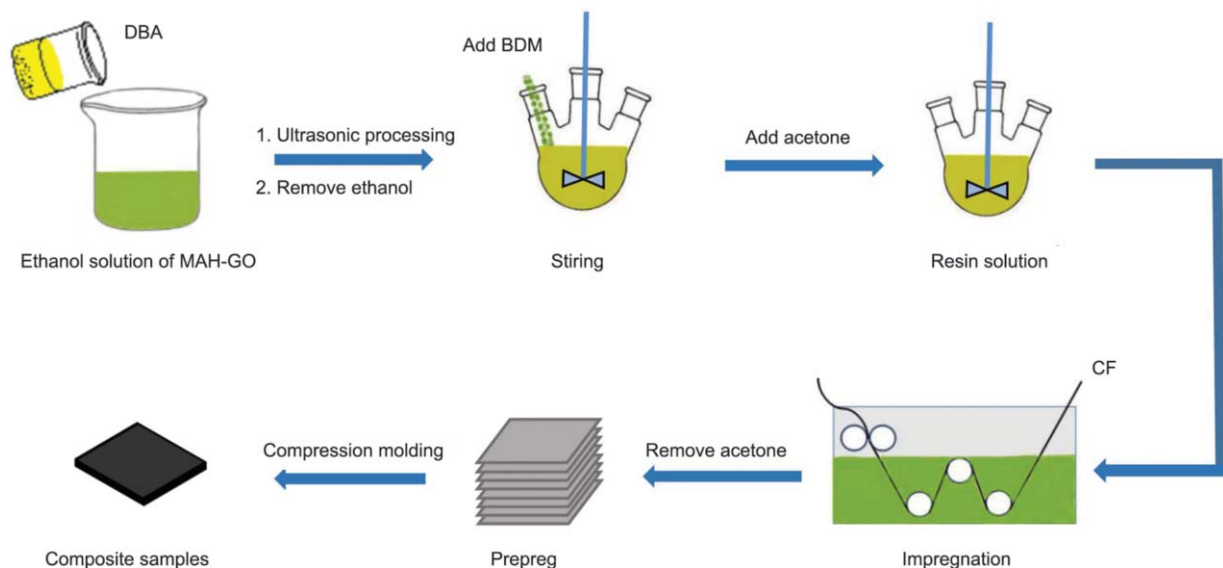 DBA
Add BDM
1. Ultrasonic processing
2. Remove ethanol
Add acetone
Ethanol solution of MAH-GO
Stiring
Resin solution
CF
Compression molding
Remove acetone
Composite samples
Prepreg
Impregnation